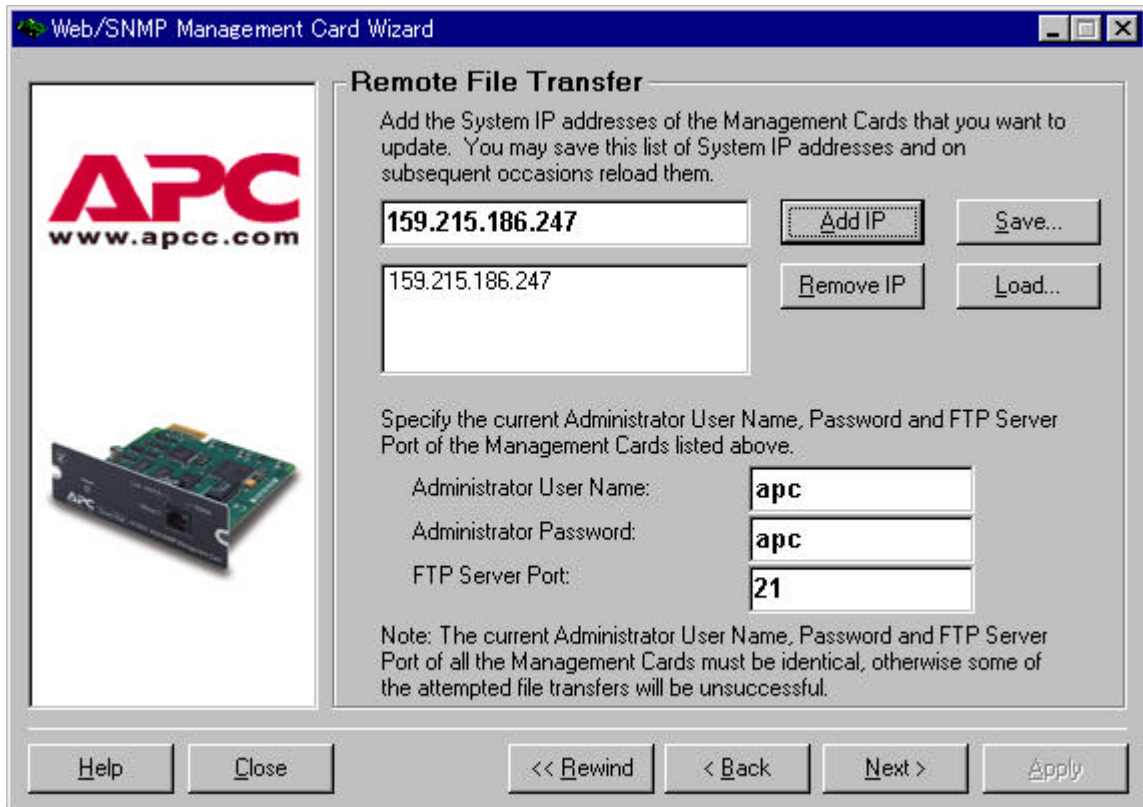 Web/SNMP Management Card Wizard
Remote File Transfer
Add the System IP addresses of the Management Cards that you want to
update.  You may save this list of System IP addresses and on
subsequent occasions reload them.
APC
www.apcc.com
159.215.186.247
Add IP
Save...
159.215.186.247
Remove IP
Load...
Specify the current Administrator User Name, Password and FTP Server
Port of the Management Cards listed above.
Administrator User Name:
apc
Administrator Password:
apc
FTP Server Port:
21
APC
Note: The current Administrator User Name, Password and FTP Server
Port of all the Management Cards must be identical, otherwise some of
the attempted file transfers will be unsuccessful.
Help
Close
<< Rewind
< Back
Next >
Apply